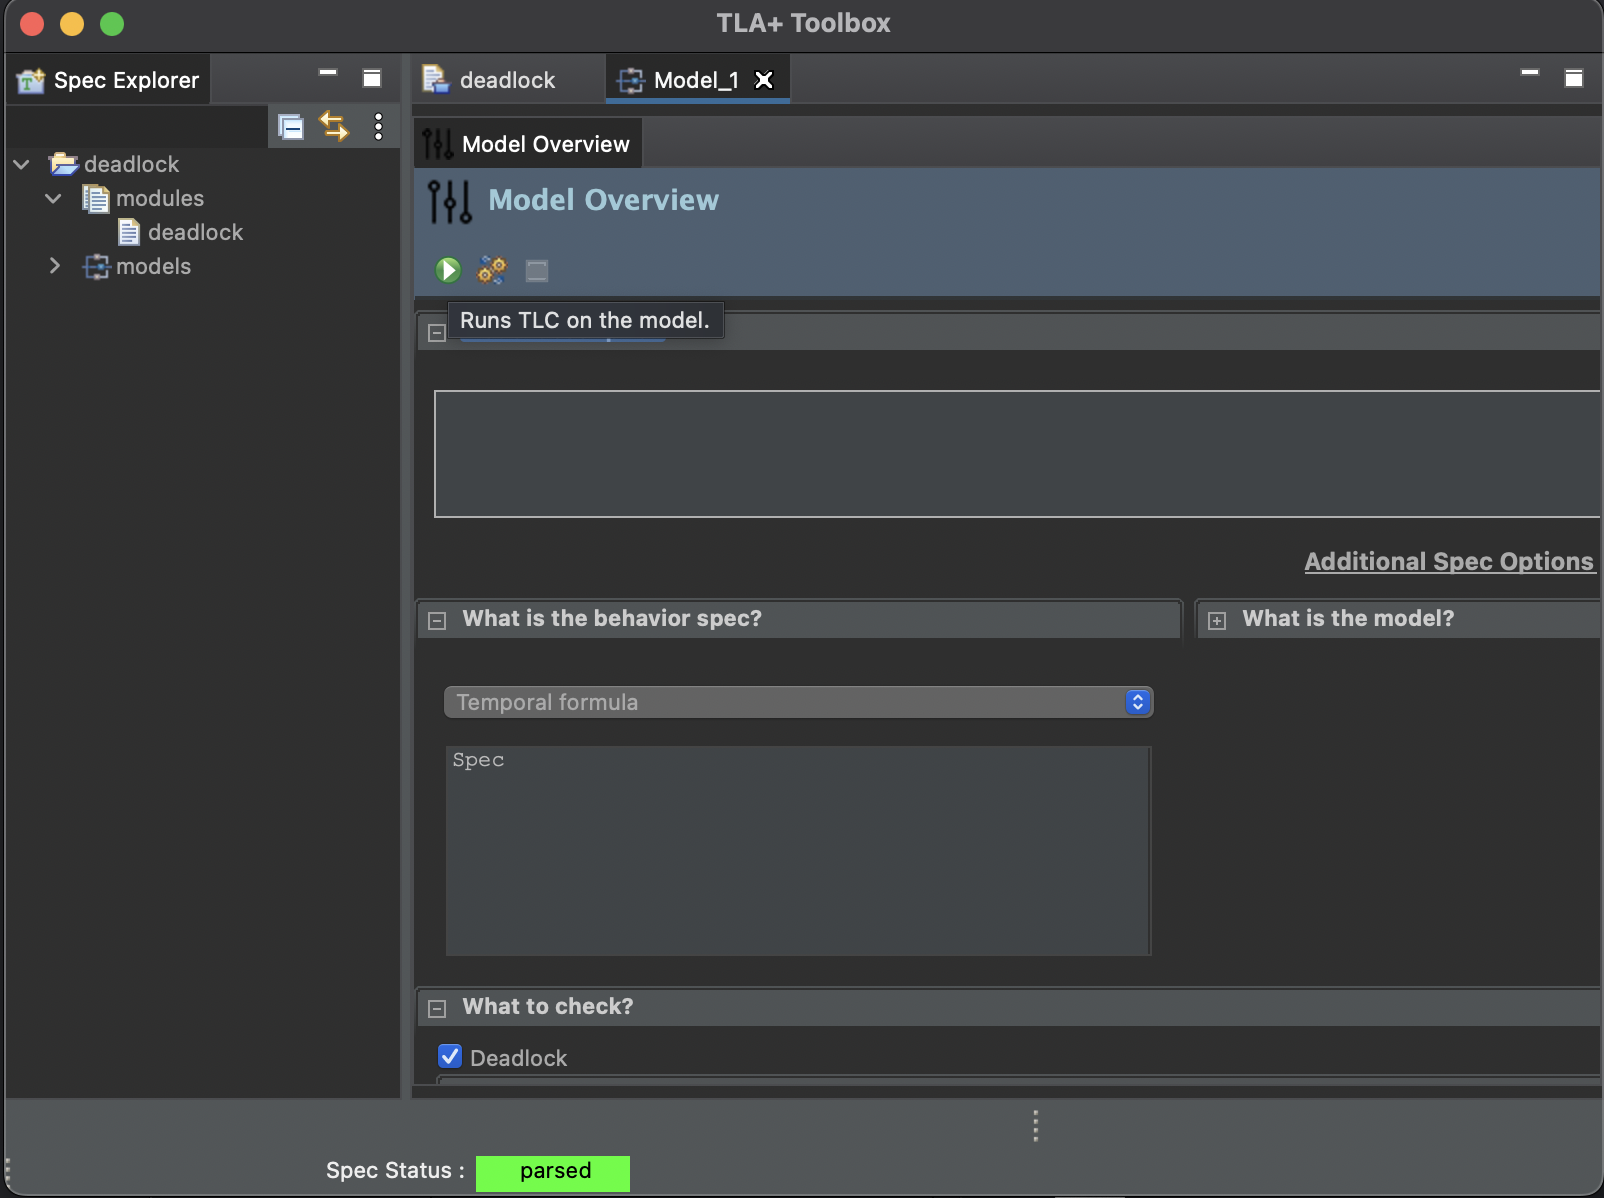 TLA+ Toolbox
Spec Explorer
deadlock
Model_1
Model Overview
deadlock
modules
deadlock
models
Model Overview
Runs TLC on the model.
Additional Spec Options
What is the behavior spec?
What is the model?
Temporal formula
Spec
What to check?
Deadlock
Spec Status :
parsed